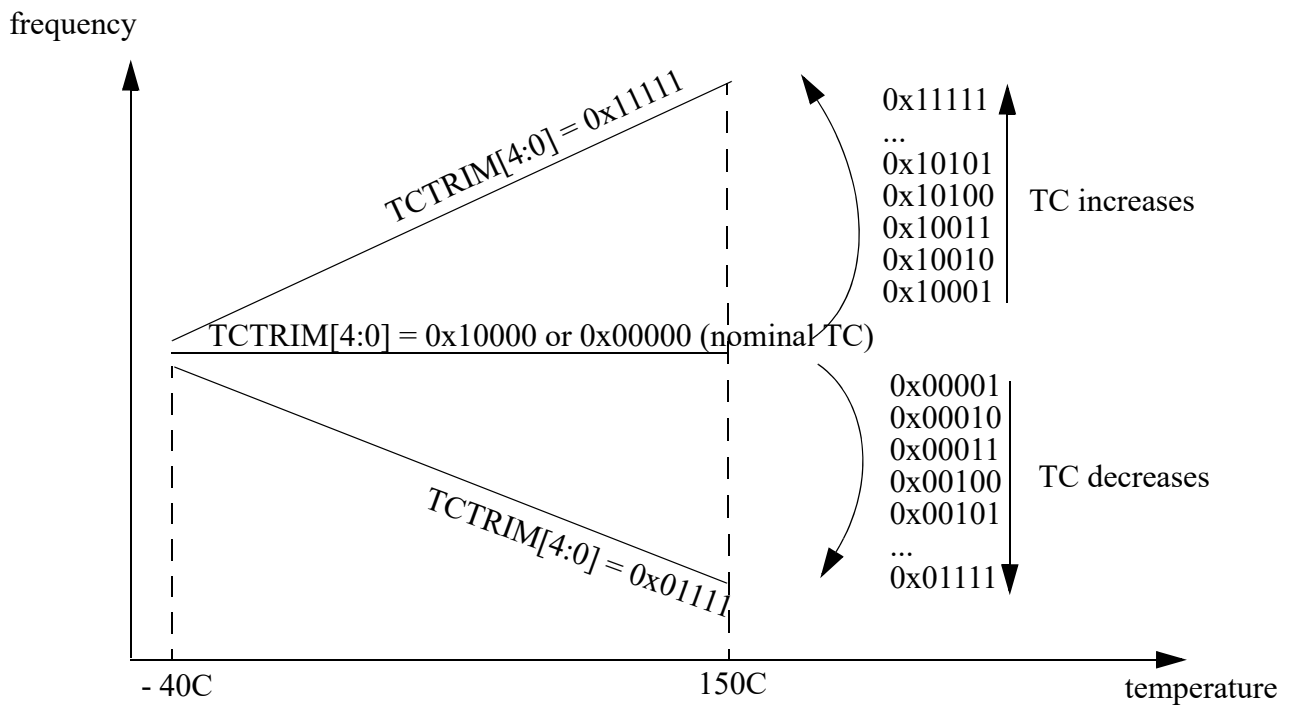 frequency
TCTRIM[4:0] = 0x11111
0x11111
...
0x10101
0x10100
0x10011
0x10010
0x10001
TC increases
TCTRIM[4:0] = 0x10000 or 0x00000 (nominal TC)
0x00001
0x00010
0x00011
0x00100
0x00101
...
0x01111
TC decreases
TCTRIM[4:0] = 0x01111
- 40C
150C
temperature